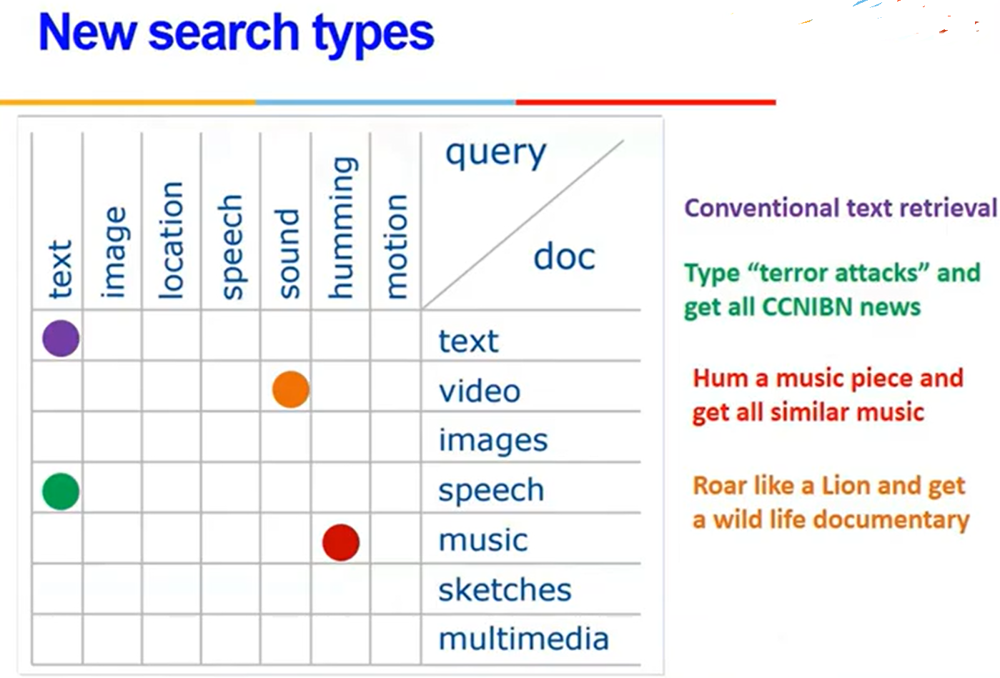 New search types
text
image
location
speech
sound
humming
motion
query
doc
text
video
images
speech
music
sketches
multimedia
Conventional text retrieval
Type “terror attacks” and
get all CCNIBN news
Hum a music piece and
get all similar music
Roar like a Lion and get
a wild life documentary